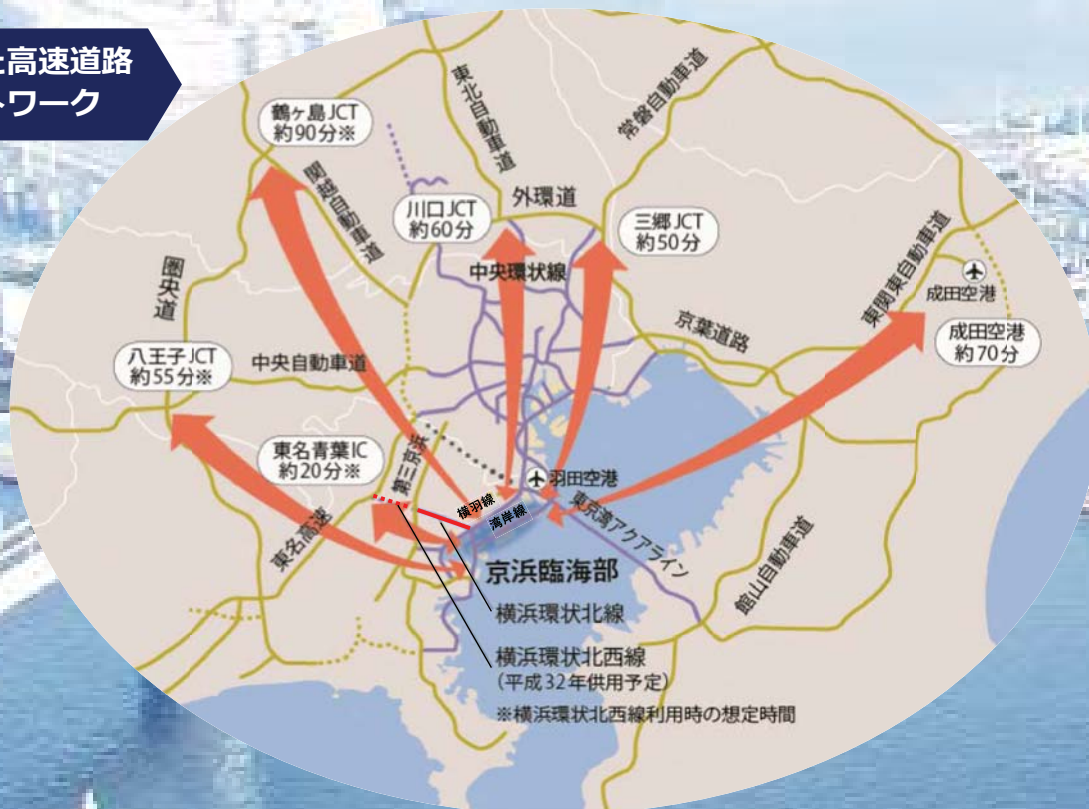 高速道路
トワーク
鶴ヶ島JCT
約90分※
東北自動車道
常磐自動車道
関越自動車道
川口JCT
約60分
外環道
三郷JCT
約50分
中央環状線
圏央道
東関東自動車道
成田空港
京葉道路
成田空港
約70分
八王子JCT
約55分※
中央自動車道
東名青葉IC
約20分※
第三京浜
羽田空港
横羽線
湾岸線
東京湾アクアライン
東名高速
京浜臨海部
館山自動車道
横浜環状北線
横浜環状北西線
(平成32年供用予定)
※横浜環状北西線利用時の想定時間